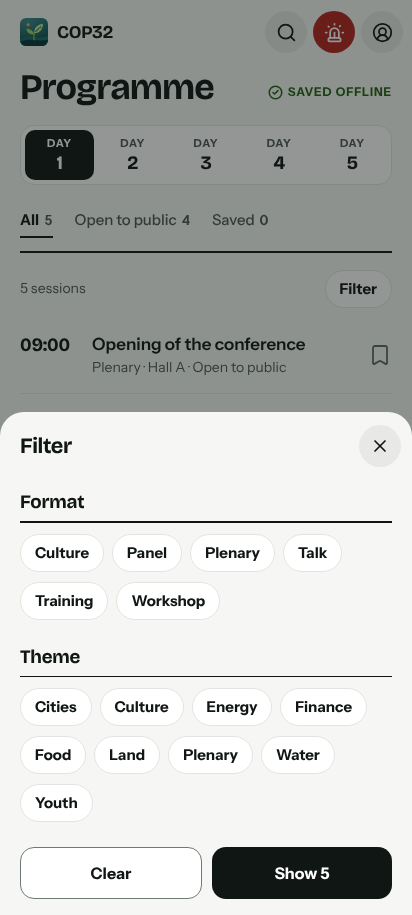 COP32
Programme
SAVED OFFLINE
DAY DAY DAY DAY DAY
1 2 3 4 5
All 5 Open to public 4 Saved 0
5 sessions
Filter
09:00 Opening of the conference
Plenary · Hall A · Open to public
Filter
Format
Culture Panel Plenary Talk
Training Workshop
Theme
Cities Culture Energy Finance
Food Land Plenary Water
Youth
Clear Show 5